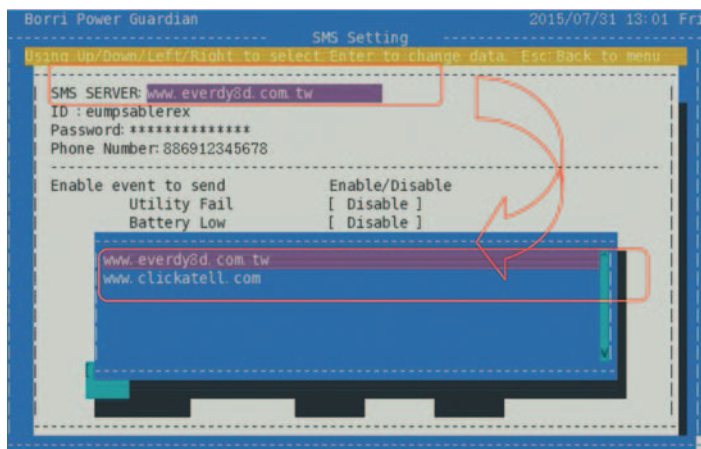 Borri Power Guardian 2015/07/31 13:01 Fri
SMS Setting
Using Up/Down/Left/Right to select Enter to change data. Esc:Back to menu
SMS SERVER: www.everdy8d.com.tw
ID : eumpsablerex
Password: **************
Phone Number: 886912345678
Enable event to send Enable/Disable
Utility Fail [ Disable ]
Battery Low [ Disable ]
www.everdy8d.com.tw
www.clickatell.com